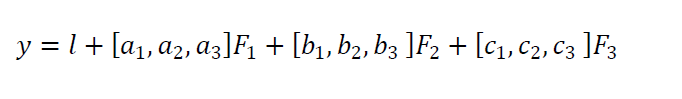 y = l + [a₁, a₂, a₃]F₁ + [b₁, b₂, b₃ ]F₂ + [c₁, c₂, c₃ ]F₃